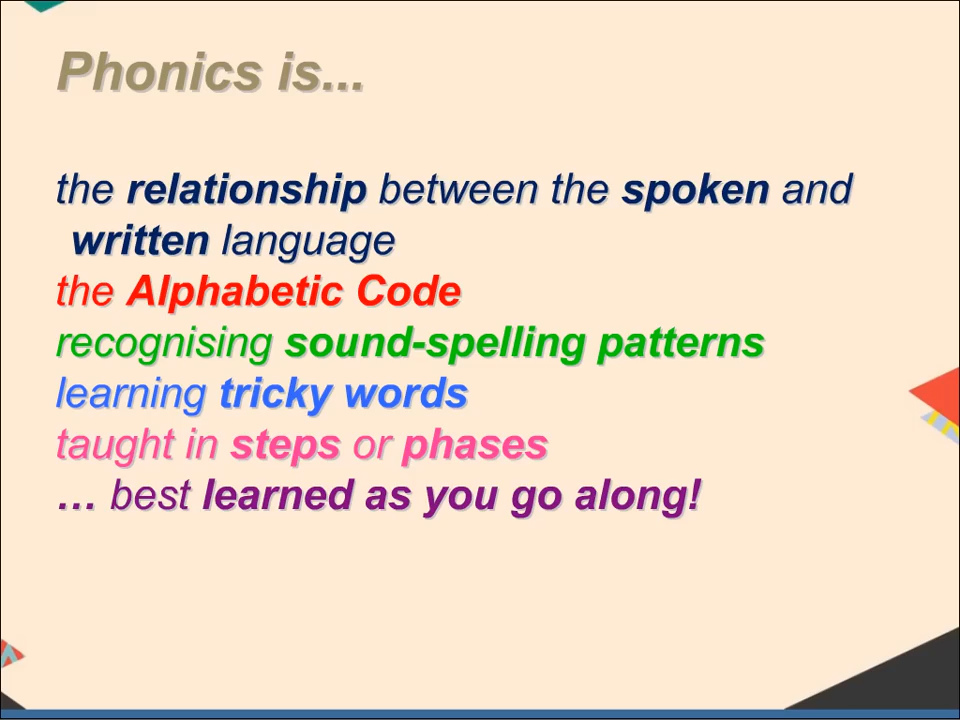 Phonics is...
the relationship between the spoken and
written language
the Alphabetic Code
recognising sound-spelling patterns
learning tricky words
taught in steps or phases
… best learned as you go along!